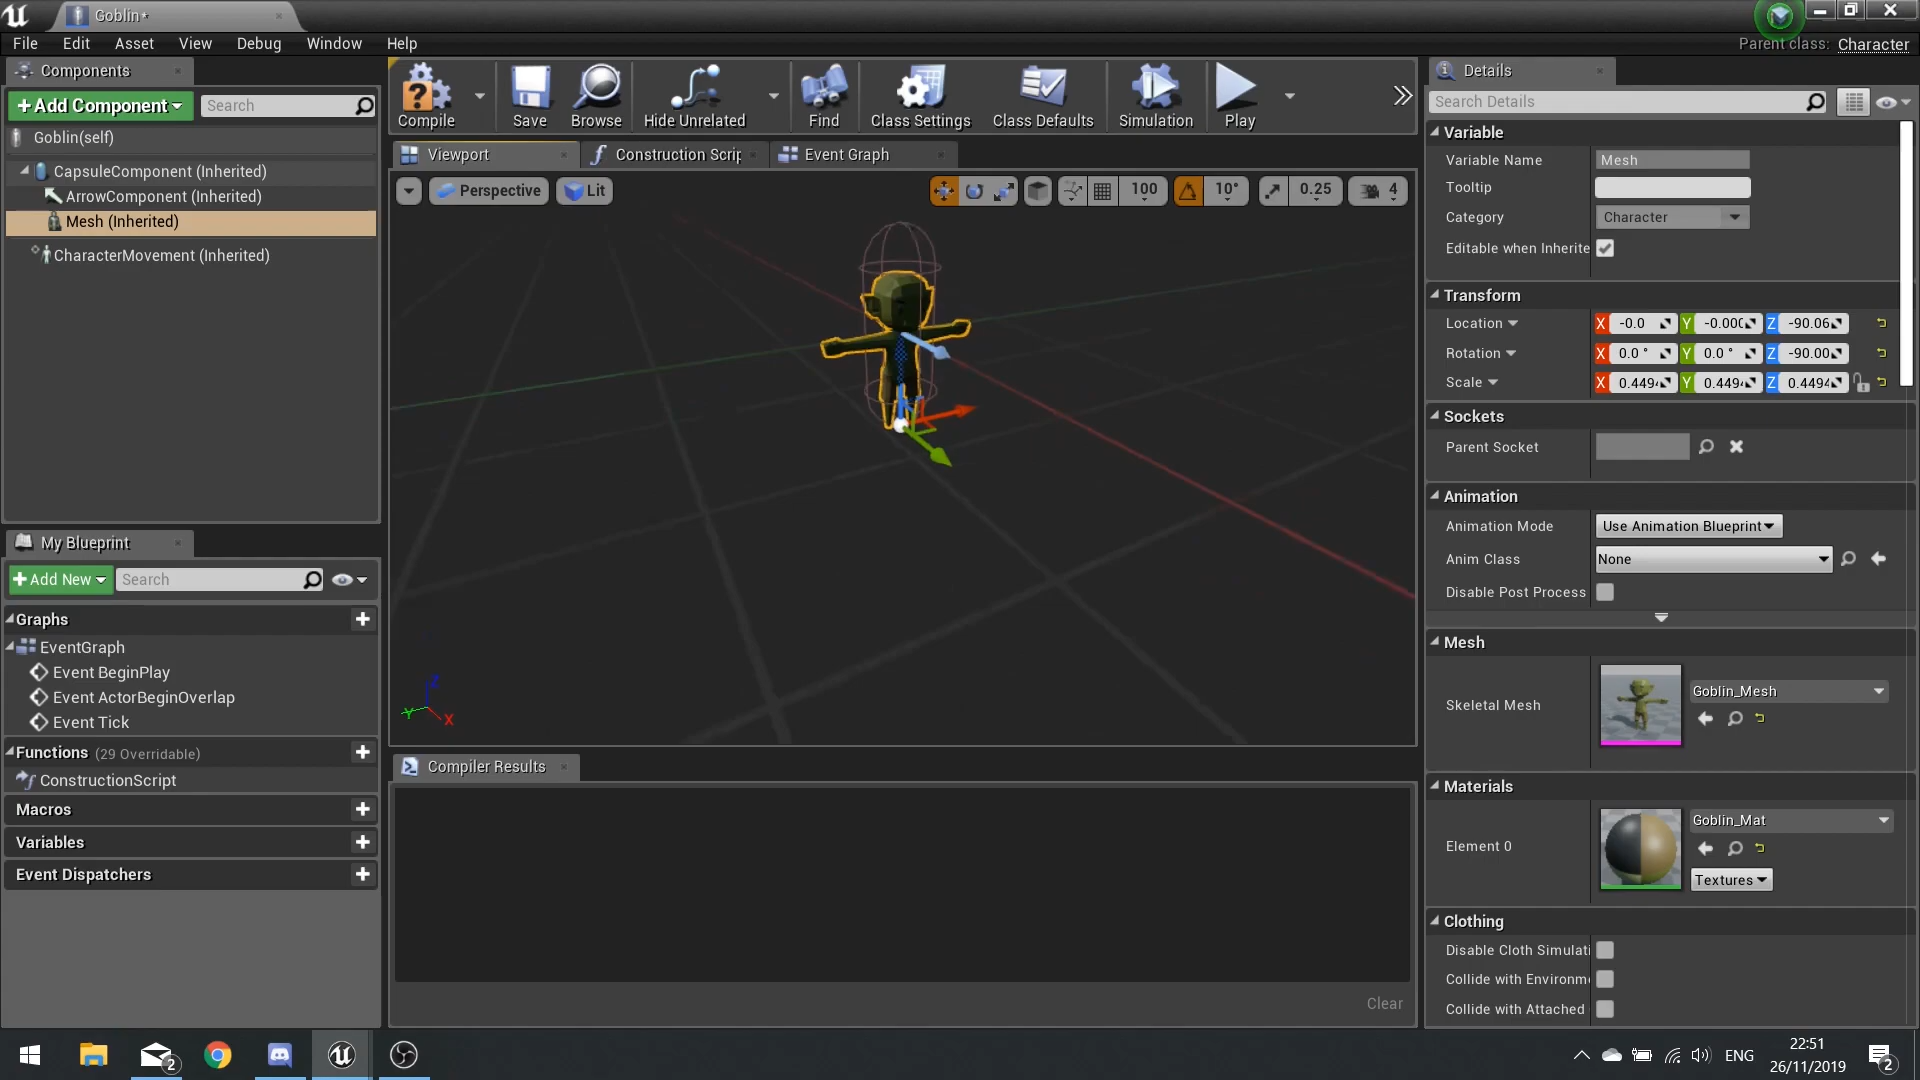 Goblin*
File Edit Asset View Debug Window Help
Parent class: Character
Components
+Add Component Search
Goblin(self)
CapsuleComponent (Inherited)
ArrowComponent (Inherited)
Mesh (Inherited)
CharacterMovement (Inherited)
My Blueprint
+Add New Search
Graphs
EventGraph
Event BeginPlay
Event ActorBeginOverlap
Event Tick
Functions (29 Overridable)
ConstructionScript
Macros
Variables
Event Dispatchers
Compile Save Browse Hide Unrelated Find Class Settings Class Defaults Simulation Play
Viewport Construction Scrip Event Graph
Perspective Lit 100 10° 0.25 4
Z
Y
X
Compiler Results
Clear
Details
Search Details
Variable
Variable Name Mesh
Tooltip
Category Character
Editable when Inherite
Transform
Location X -0.0 Y -0.000 Z -90.06
Rotation X 0.0 ° Y 0.0 ° Z -90.00
Scale X 0.4494 Y 0.4494 Z 0.4494
Sockets
Parent Socket
Animation
Animation Mode Use Animation Blueprint
Anim Class None
Disable Post Process
Mesh
Skeletal Mesh Goblin_Mesh
Materials
Element 0 Goblin_Mat
Textures
Clothing
Disable Cloth Simulati
Collide with Environme
Collide with Attached
2
ENG
22:51
26/11/2019
2